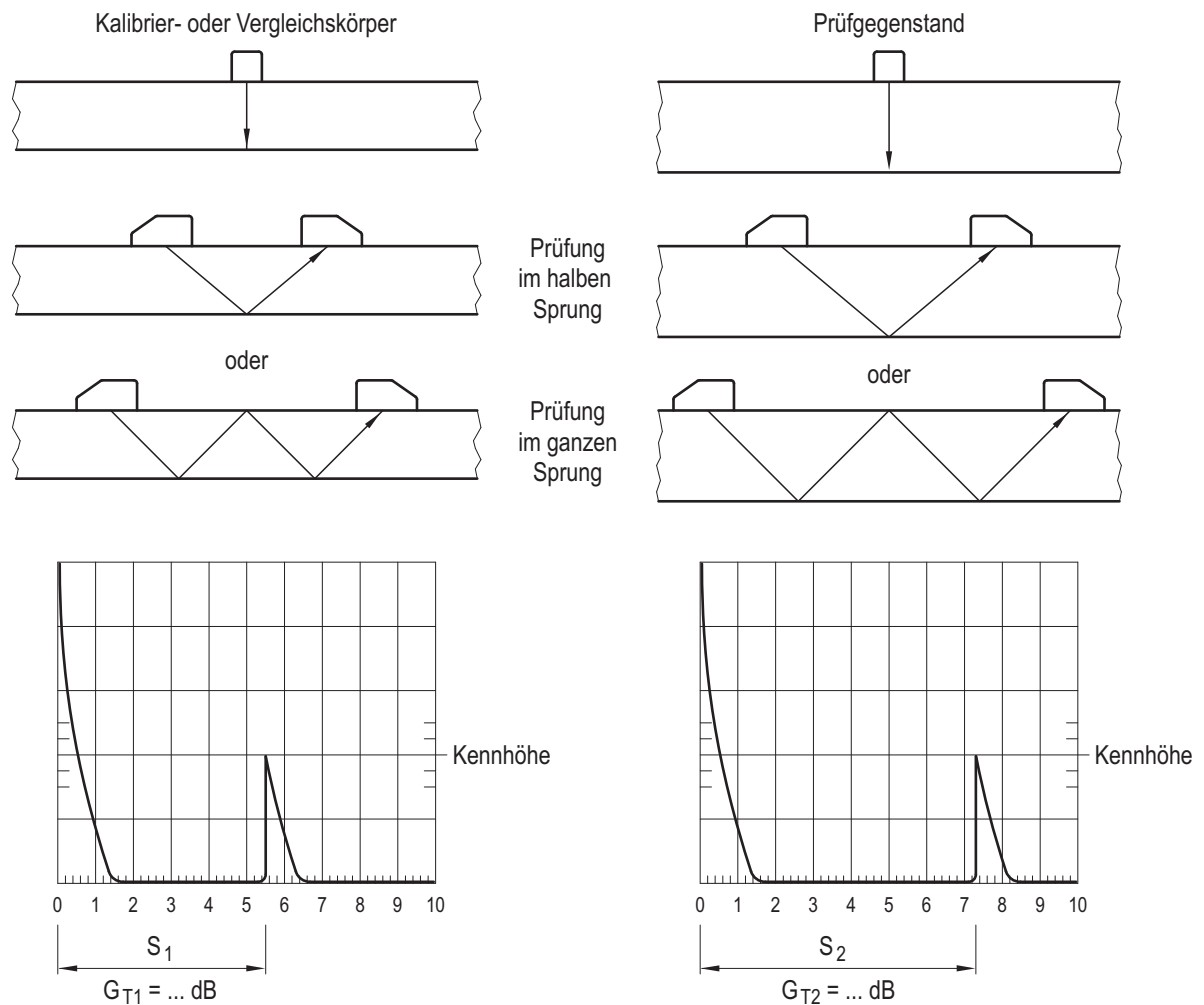 Kalibrier- oder Vergleichskörper
Prüfgegenstand
Prüfung
im halben
Sprung
oder
oder
Prüfung
im ganzen
Sprung
Kennhöhe
Kennhöhe
0 1 2 3 4 5 6 7 8 9 10
0 1 2 3 4 5 6 7 8 9 10
S1
S2
GT1 = ... dB
GT2 = ... dB